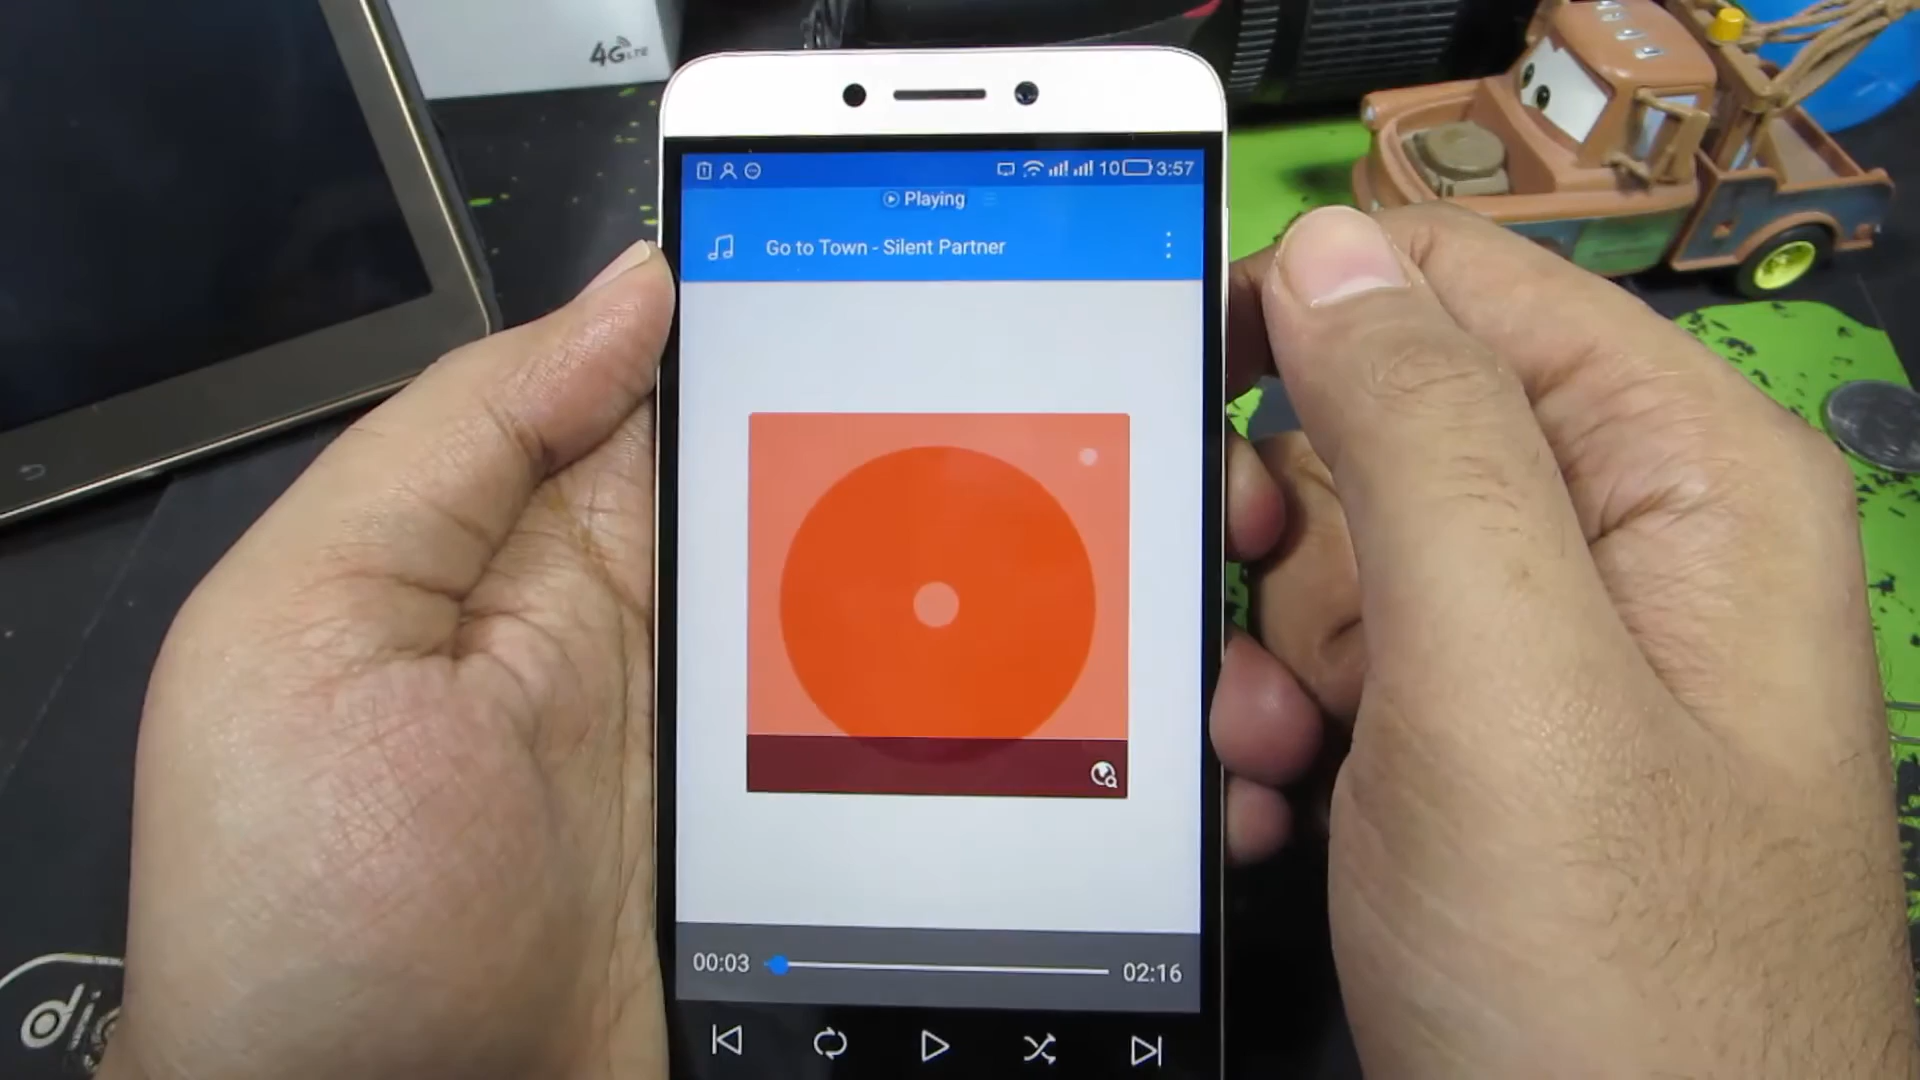 4G LTE
10 3:57
Playing
Go to Town - Silent Partner
00:03
02:16